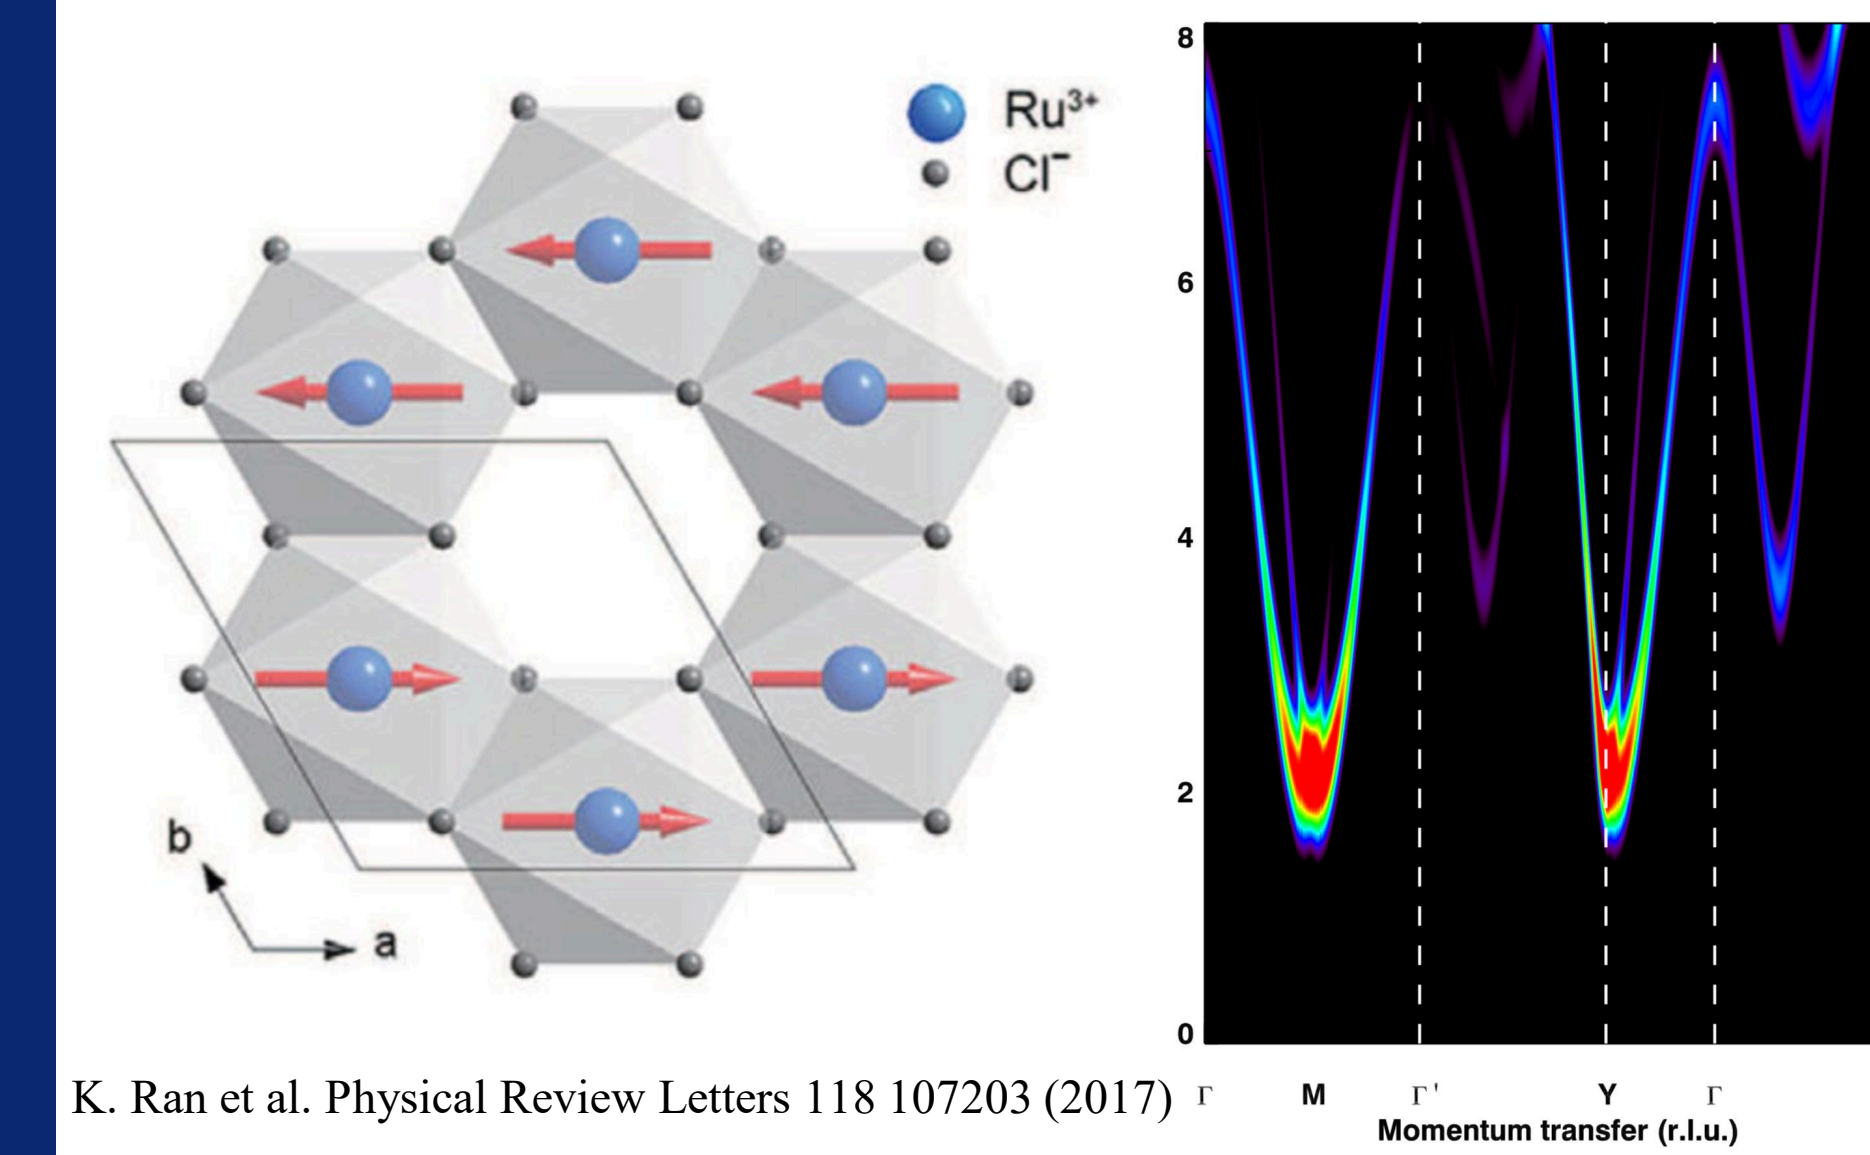 Ru³⁺
Cl⁻
b
a
K. Ran et al. Physical Review Letters 118 107203 (2017)
8
6
4
2
0
Γ M Γ' Y Γ
Momentum transfer (r.l.u.)